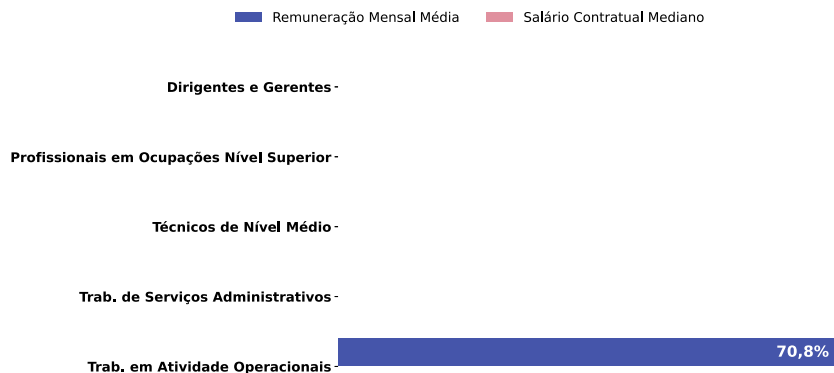 Remuneração Mensal Média Salário Contratual Mediano
Dirigentes e Gerentes
Profissionais em Ocupações Nível Superior
Técnicos de Nível Médio
Trab. de Serviços Administrativos
70,8%
Trab. em Atividade Operacionais